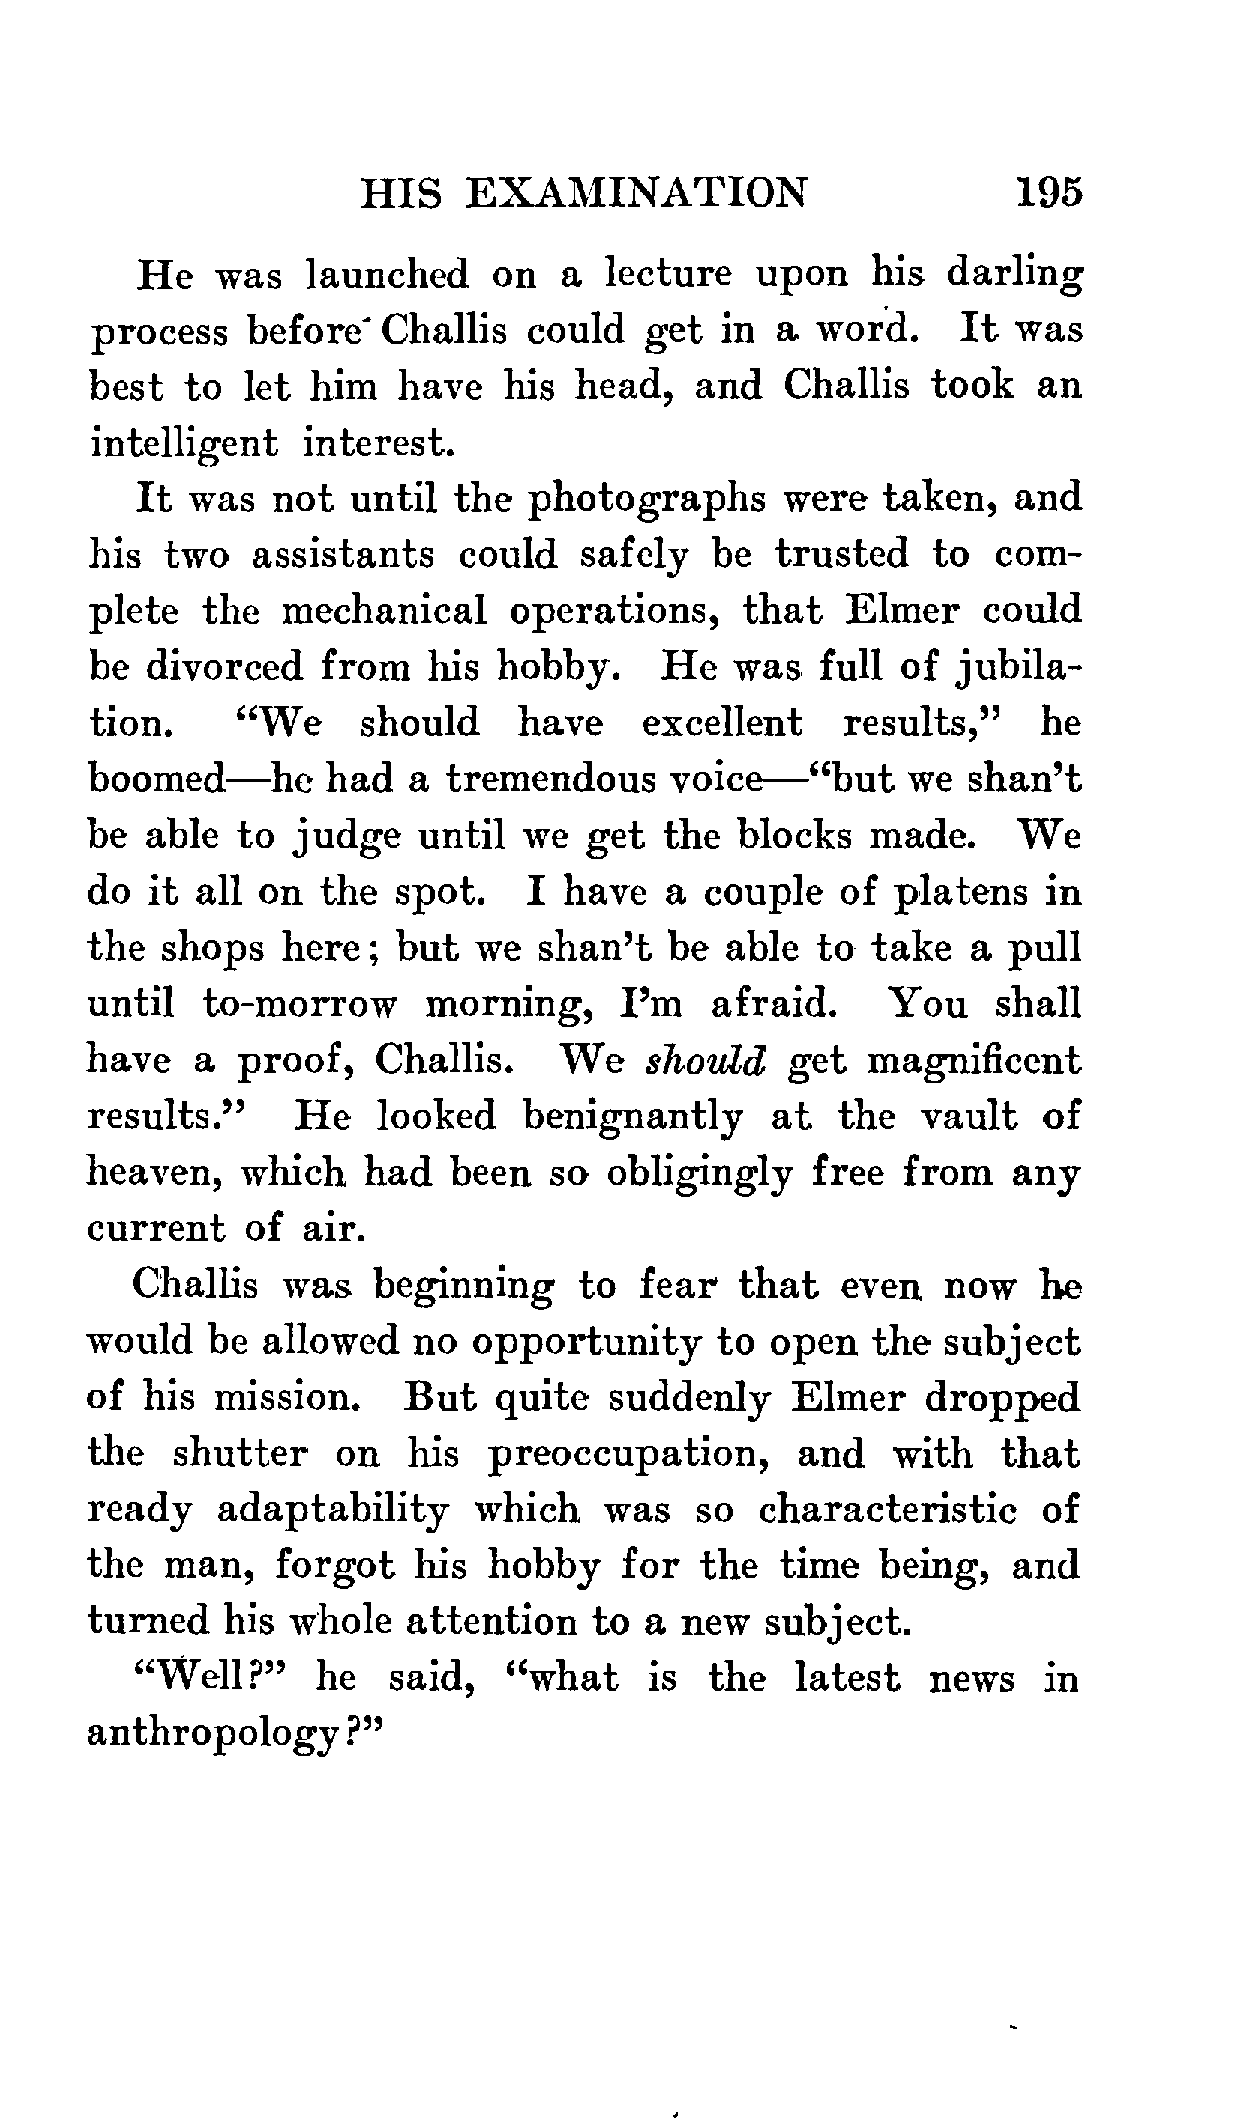 HIS EXAMINATION 195
He was launched on a lecture upon his darling
process before Challis could get in a word. It was
best to let him have his head, and Challis took an
intelligent interest.
It was not until the photographs were taken, and
his two assistants could safely be trusted to com-
plete the mechanical operations, that Elmer could
be divorced from his hobby. He was full of jubila-
tion. “We should have excellent results,” he
boomed—he had a tremendous voice—“but we shan’t
be able to judge until we get the blocks made. We
do it all on the spot. I have a couple of platens in
the shops here; but we shan’t be able to take a pull
until to-morrow morning, I’m afraid. You shall
have a proof, Challis. We should get magnificent
results.” He looked benignantly at the vault of
heaven, which had been so obligingly free from any
current of air.
Challis was beginning to fear that even now he
would be allowed no opportunity to open the subject
of his mission. But quite suddenly Elmer dropped
the shutter on his preoccupation, and with that
ready adaptability which was so characteristic of
the man, forgot his hobby for the time being, and
turned his whole attention to a new subject.
“Well?” he said, “what is the latest news in
anthropology?”